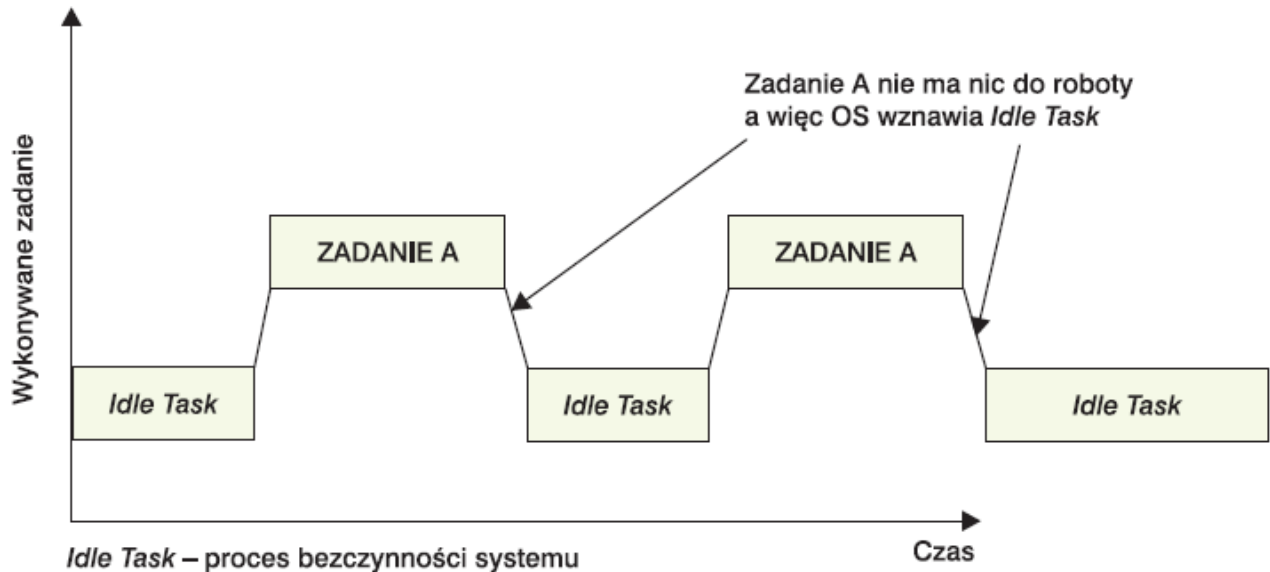 Zadanie A nie ma nic do roboty
a więc OS wznawia Idle Task
Wykonywane zadanie
ZADANIE A
ZADANIE A
Idle Task
Idle Task
Idle Task
Czas
Idle Task – proces bezczynności systemu